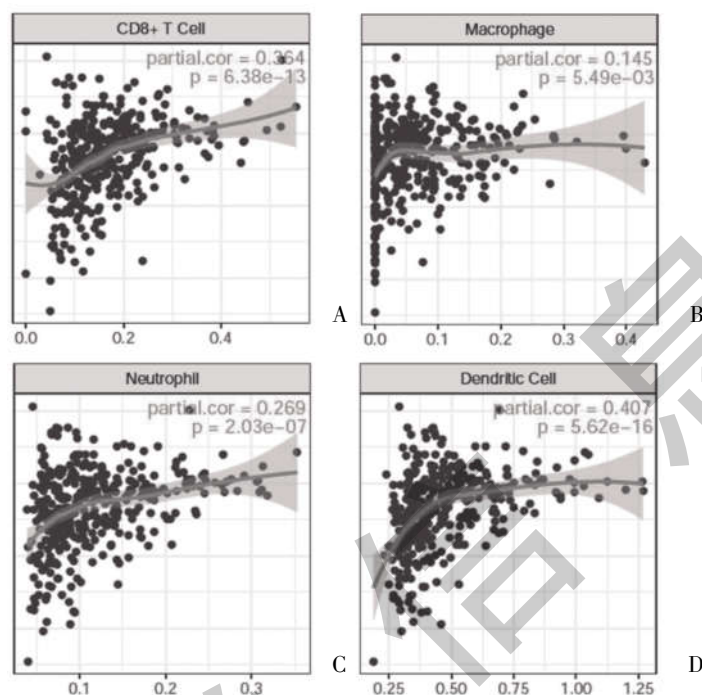 CD8+ T Cell
partial.cor = 0.364
p = 6.38e−13
0.0 0.2 0.4
A
Macrophage
partial.cor = 0.145
p = 5.49e−03
0.0 0.1 0.2 0.3 0.4
B
Neutrophil
partial.cor = 0.269
p = 2.03e−07
0.1 0.2 0.3
C
Dendritic Cell
partial.cor = 0.407
p = 5.62e−16
0.25 0.50 0.75 1.00 1.25
D